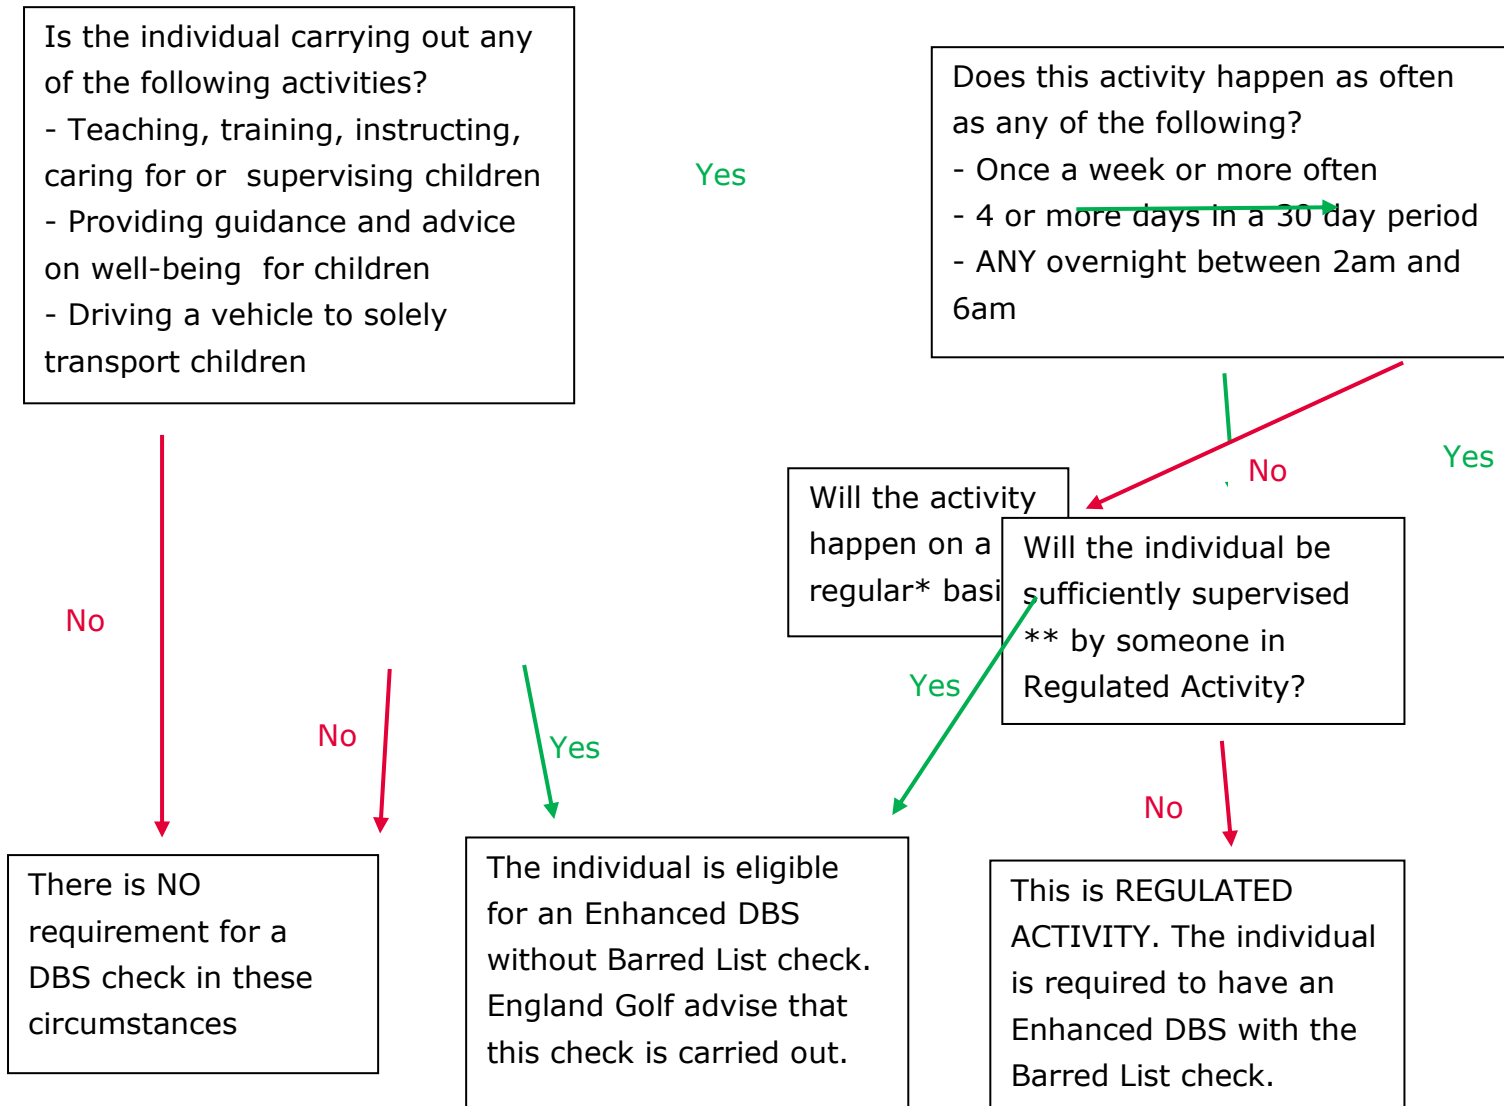 Is the individual carrying out any
of the following activities?
- Teaching, training, instructing,
caring for or  supervising children
- Providing guidance and advice
on well-being  for children
- Driving a vehicle to solely
transport children
Yes
Does this activity happen as often
as any of the following?
- Once a week or more often
- 4 or more days in a 30 day period
- ANY overnight between 2am and
6am
No
Yes
Will the activity
happen on a
regular* basi
Will the individual be
sufficiently supervised
** by someone in
Regulated Activity?
No
Yes
No
Yes
No
There is NO
requirement for a
DBS check in these
circumstances
The individual is eligible
for an Enhanced DBS
without Barred List check.
England Golf advise that
this check is carried out.
This is REGULATED
ACTIVITY. The individual
is required to have an
Enhanced DBS with the
Barred List check.